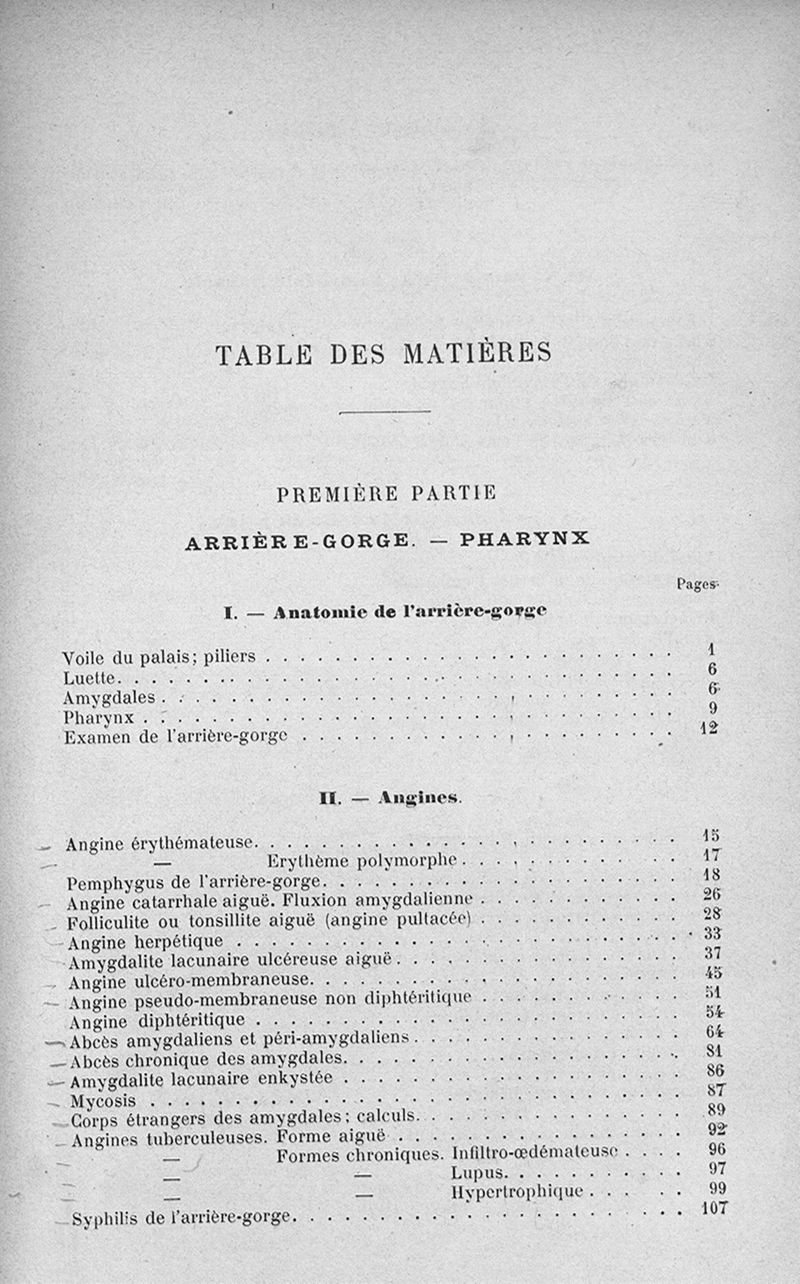 TABLE DES MATIÈRES
PREMIÈRE PARTIE
ARRIÈRE-GORGE. — PHARYNX
Pages
I. — Anatomie de l'arrière-gorge
Voile du palais; piliers . . . . . . . . . . . . . . . . . . . . 1
Luette. . . . . . . . . . . . . . . . . . . . . . . . . . . 6
Amygdales . . . . . . . . . . . . . . . . . . . . . . . . . 6
Pharynx . . . . . . . . . . . . . . . . . . . . . . . . . . 9
Examen de l'arrière-gorge . . . . . . . . . . . . . . . . . . . 12
II. — Angines.
Angine érythémateuse. . . . . . . . . . . . . . . . . . . . . 15
— Erythème polymorphe. . . . . . . . . . . 17
Pemphygus de l'arrière-gorge. . . . . . . . . . . . . . . . . . 18
Angine catarrhale aiguë. Fluxion amygdalienne . . . . . . . . . . 26
Folliculite ou tonsillite aiguë (angine pultacée) . . . . . . . . . . 28
Angine herpétique . . . . . . . . . . . . . . . . . . . . . . 33
Amygdalite lacunaire ulcéreuse aiguë. . . . . . . . . . . . . . . 37
Angine ulcéro-membraneuse. . . . . . . . . . . . . . . . . . . 45
Angine pseudo-membraneuse non diphtéritique . . . . . . . . . . 51
Angine diphtéritique . . . . . . . . . . . . . . . . . . . . . 54
Abcès amygdaliens et péri-amygdaliens . . . . . . . . . . . . . . 64
Abcès chronique des amygdales. . . . . . . . . . . . . . . . . . 81
Amygdalite lacunaire enkystée . . . . . . . . . . . . . . . . . 86
Mycosis . . . . . . . . . . . . . . . . . . . . . . . . . . 87
Corps étrangers des amygdales; calculs. . . . . . . . . . . . . . 89
Angines tuberculeuses. Forme aiguë . . . . . . . . . . . . . . . 92
— Formes chroniques. Infiltro-œdémateuse . . . . 96
— — Lupus. . . . . . . . . . 97
— — Hypertrophique . . . . . . 99
Syphilis de l'arrière-gorge. . . . . . . . . . . . . . . . . . . 107